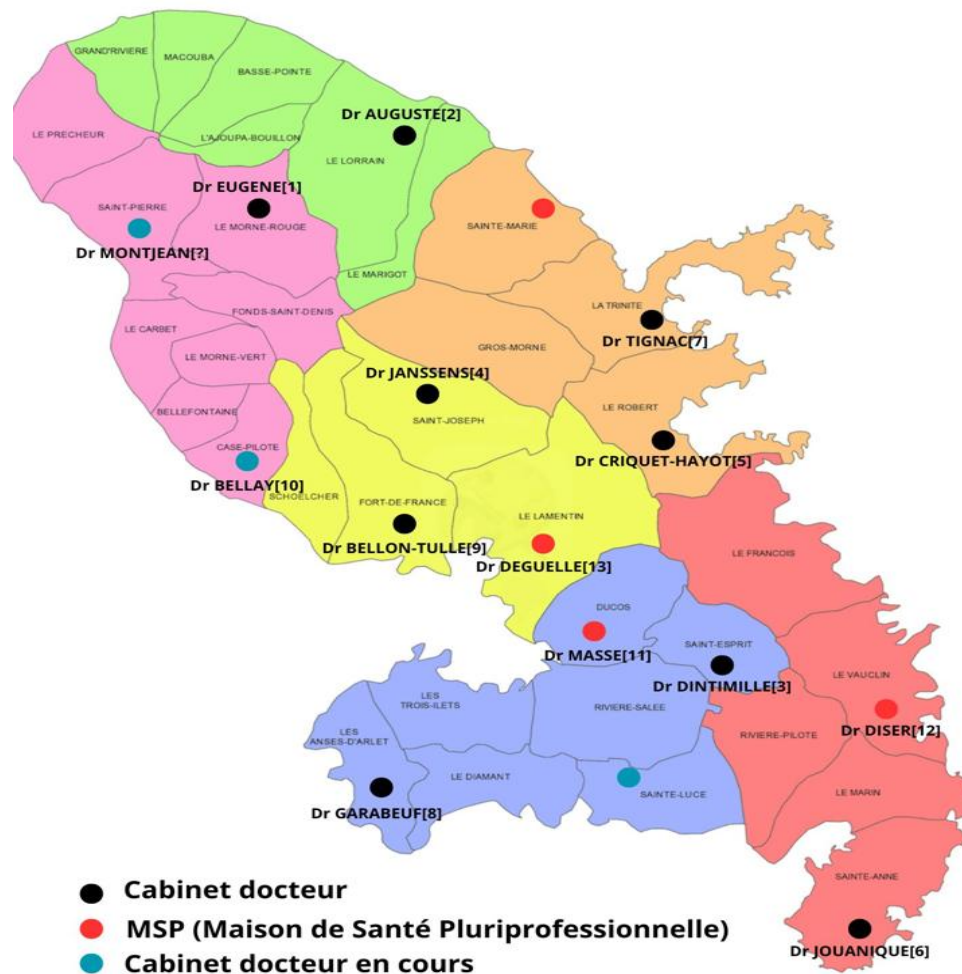 GRAND'RIVIERE
MACOUBA
BASSE-POINTE
LE PRECHEUR
L'AJOUPA-BOUILLON
Dr AUGUSTE[2]
LE LORRAIN
Dr EUGENE[1]
SAINT-PIERRE
LE MORNE-ROUGE
SAINTE-MARIE
Dr MONTJEAN[?]
LE MARIGOT
FONDS-SAINT-DENIS
LA TRINITE
LE CARBET
Dr TIGNAC[7]
GROS-MORNE
LE MORNE-VERT
Dr JANSSENS[4]
LE ROBERT
BELLEFONTAINE
SAINT-JOSEPH
CASE-PILOTE
Dr CRIQUET-HAYOT[5]
Dr BELLAY[10]
SCHOELCHER
FORT-DE-FRANCE
LE LAMENTIN
Dr BELLON-TULLE[9]
LE FRANCOIS
Dr DEGUELLE[13]
DUCOS
SAINT-ESPRIT
Dr MASSE[11]
LE VAUCLIN
Dr DINTIMILLE[3]
LES
TROIS-ILETS
RIVIERE-SALEE
LES
ANSES-D'ARLET
RIVIERE-PILOTE
Dr DISER[12]
LE DIAMANT
SAINTE-LUCE
LE MARIN
Dr GARABEUF[8]
SAINTE-ANNE
Dr JOUANIQUE[6]
Cabinet docteur
MSP (Maison de Santé Pluriprofessionnelle)
Cabinet docteur en cours